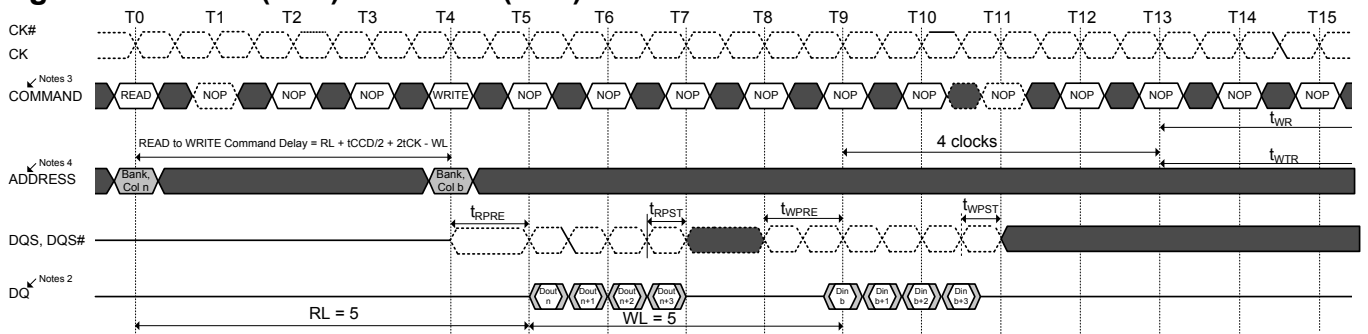 T0 T1 T2 T3 T4 T5 T6 T7 T8 T9 T10 T11 T12 T13 T14 T15
CK#
CK
Notes 3
COMMAND READ NOP NOP NOP WRITE NOP NOP NOP NOP NOP NOP NOP NOP NOP NOP NOP
tWR
READ to WRITE Command Delay = RL + tCCD/2 + 2tCK - WL
4 clocks
tWTR
Notes 4
ADDRESS Bank, Col n Bank, Col b
tRPRE tRPST tWPRE tWPST
DQS, DQS#
Notes 2
DQ Dout n Dout n+1 Dout n+2 Dout n+3 Din b Din b+1 Din b+2 Din b+3
RL = 5 WL = 5